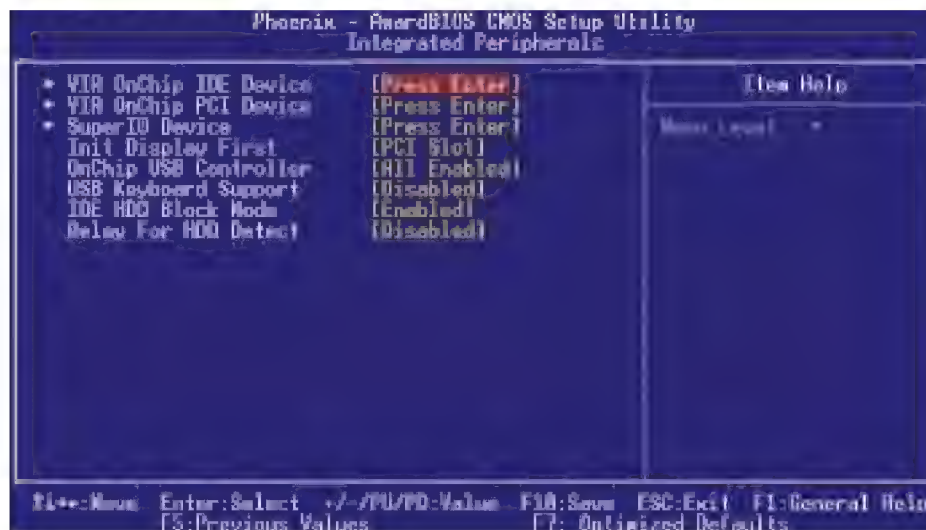 Phoenix - AwardBIOS CMOS Setup Utility
Integrated Peripherals
VIA OnChip IDE Device [Press Enter]
VIA OnChip PCI Device [Press Enter]
SuperIO Device [Press Enter]
Init Display First [PCI Slot]
OnChip USB Controller [All Enabled]
USB Keyboard Support [Disabled]
IDE HDD Block Mode [Enabled]
Delay For HDD Detect [Disabled]
Item Help
Menu Level
:Move Enter:Select +/-/PU/PD:Value F10:Save ESC:Exit F1:General Help
F5:Previous Values F7: Optimized Defaults